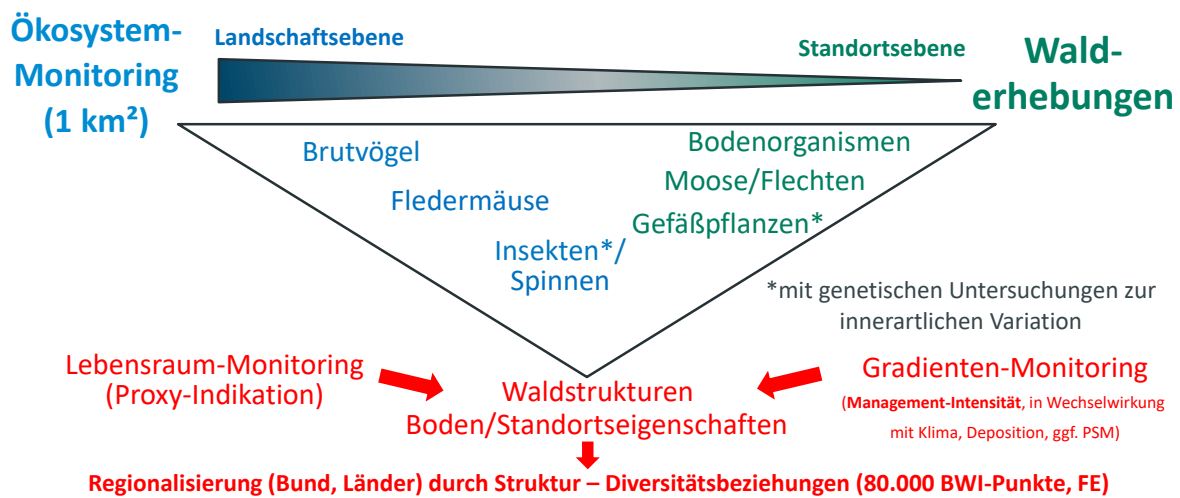 Ökosystem-
Monitoring
(1 km²)
Landschaftsebene
Standortsebene
Wald-
erhebungen
Brutvögel
Fledermäuse
Insekten*/
Spinnen
Bodenorganismen
Moose/Flechten
Gefäßpflanzen*
*mit genetischen Untersuchungen zur
innerartlichen Variation
Lebensraum-Monitoring
(Proxy-Indikation)
Waldstrukturen
Boden/Standortseigenschaften
Gradienten-Monitoring
(Management-Intensität, in Wechselwirkung
mit Klima, Deposition, ggf. PSM)
Regionalisierung (Bund, Länder) durch Struktur – Diversitätsbeziehungen (80.000 BWI-Punkte, FE)